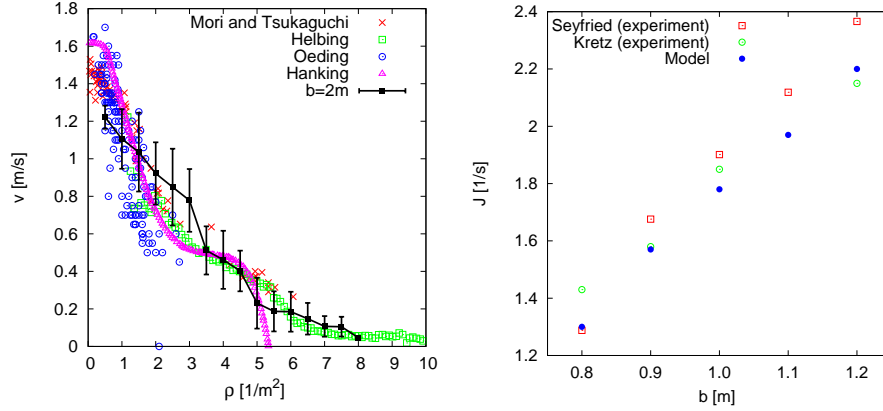 1.8
1.6
1.4
1.2
1
0.8
0.6
0.4
0.2
0
v [m/s]
0 1 2 3 4 5 6 7 8 9 10
ρ [1/m²]
Mori and Tsukaguchi
Helbing
Oeding
Hanking
b=2m
2.4
2.2
2
1.8
1.6
1.4
1.2
J [1/s]
0.8 0.9 1.0 1.1 1.2
b [m]
Seyfried (experiment)
Kretz (experiment)
Model